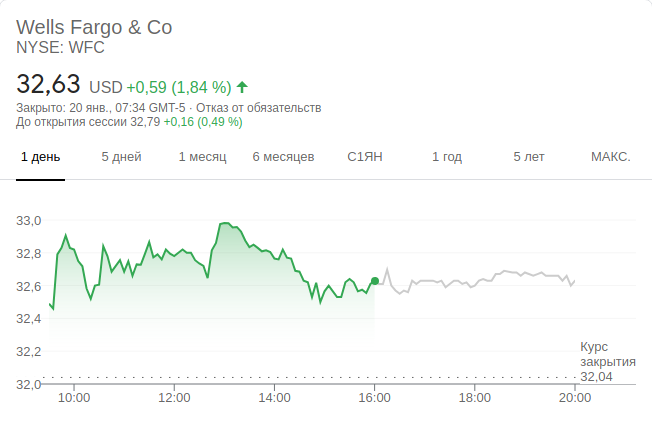 Wells Fargo & Co
NYSE: WFC
32,63 USD +0,59 (1,84 %)
Закрыто: 20 янв., 07:34 GMT-5 · Отказ от обязательств
До открытия сессии 32,79 +0,16 (0,49 %)
1 день 5 дней 1 месяц 6 месяцев С1ЯН 1 год 5 лет МАКС.
33,0
32,8
32,6
32,4
32,2
Курс
закрытия
32,04
32,0
10:00 12:00 14:00 16:00 18:00 20:00